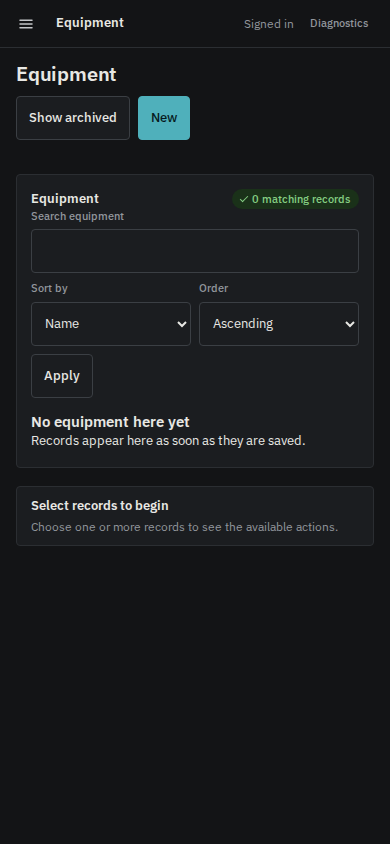 Equipment
Signed in
Diagnostics
Equipment
Show archived
New
Equipment
0 matching records
Search equipment
Sort by
Order
Name
Ascending
Apply
No equipment here yet
Records appear here as soon as they are saved.
Select records to begin
Choose one or more records to see the available actions.